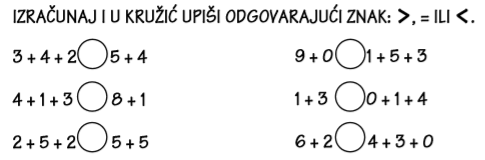 IZRAČUNAJ I U KRUŽIĆ UPIŠI ODGOVARAJUĆI ZNAK: >, = ILI <.
3 + 4 + 2 ◯ 5 + 4
9 + 0 ◯ 1 + 5 + 3
4 + 1 + 3 ◯ 8 + 1
1 + 3 ◯ 0 + 1 + 4
2 + 5 + 2 ◯ 5 + 5
6 + 2 ◯ 4 + 3 + 0